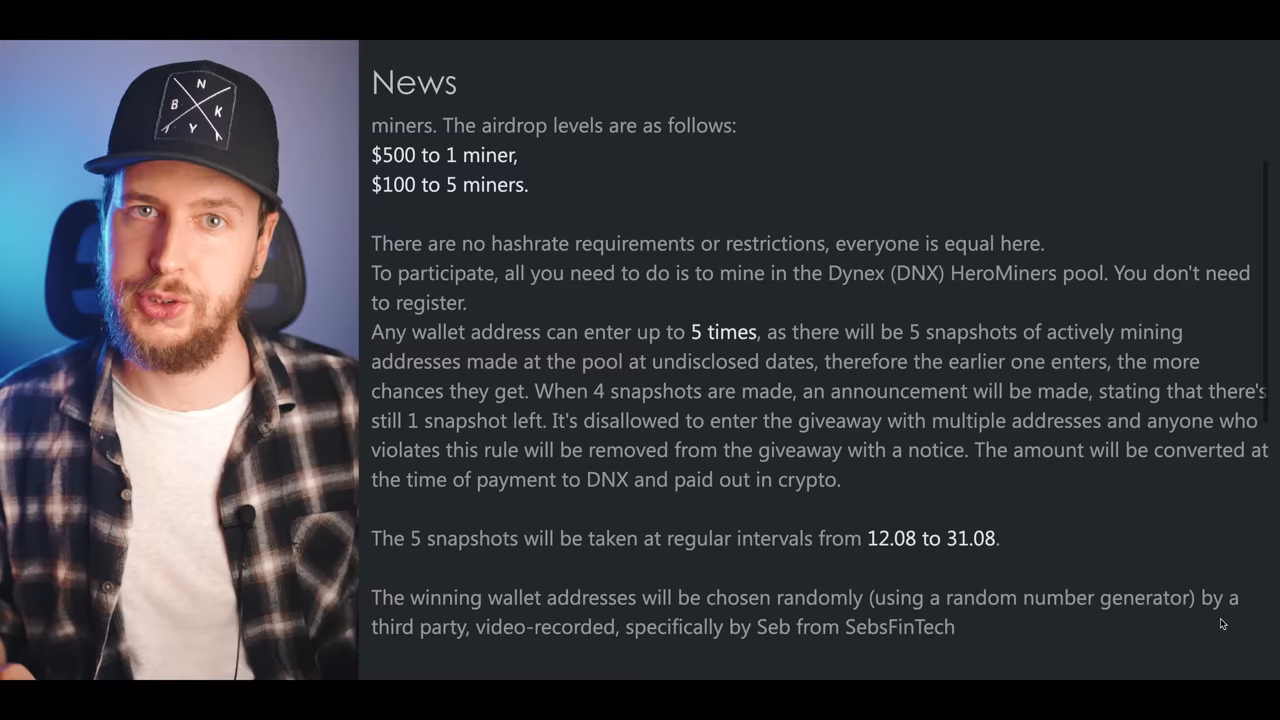 N
B K
Y
News
miners. The airdrop levels are as follows:
$500 to 1 miner,
$100 to 5 miners.
There are no hashrate requirements or restrictions, everyone is equal here.
To participate, all you need to do is to mine in the Dynex (DNX) HeroMiners pool. You don't need
to register.
Any wallet address can enter up to 5 times, as there will be 5 snapshots of actively mining
addresses made at the pool at undisclosed dates, therefore the earlier one enters, the more
chances they get. When 4 snapshots are made, an announcement will be made, stating that there's
still 1 snapshot left. It's disallowed to enter the giveaway with multiple addresses and anyone who
violates this rule will be removed from the giveaway with a notice. The amount will be converted at
the time of payment to DNX and paid out in crypto.
The 5 snapshots will be taken at regular intervals from 12.08 to 31.08.
The winning wallet addresses will be chosen randomly (using a random number generator) by a
third party, video-recorded, specifically by Seb from SebsFinTech